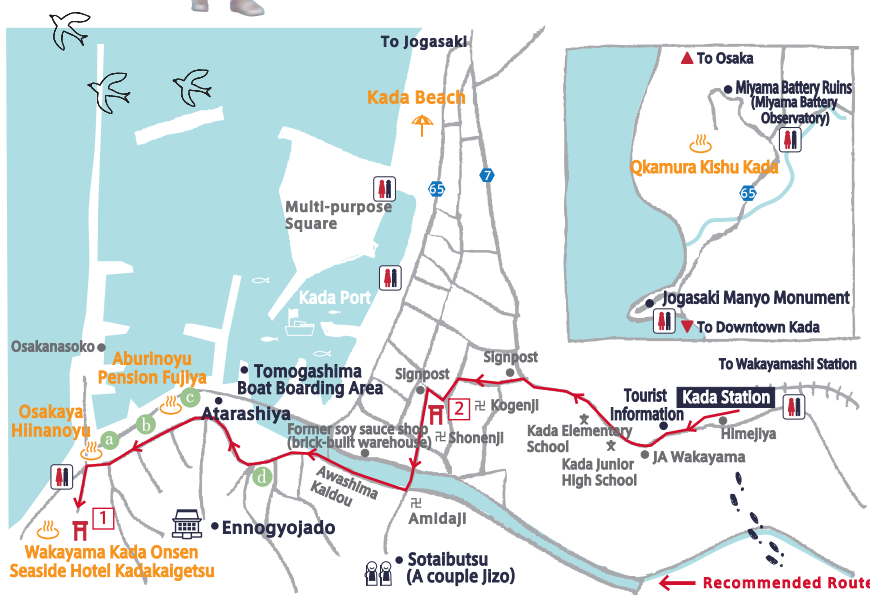 To Jogasaki
Kada Beach
65
7
Multi-purpose
Square
Kada Port
Osakanasoko
Aburinoyu
Pension Fujiya
Osakaya
Hiinanoyu
a
b
c
d
Tomogashima
Boat Boarding Area
Atarashiya
Former soy sauce shop
(brick-built warehouse)
Awashima
Kaidou
1
Wakayama Kada Onsen
Seaside Hotel Kadakaigetsu
Ennogyojado
Sotaibutsu
(A couple Jizo)
Signpost
Signpost
2
卍 Kogenji
卍 Shonenji
卍
Amidaji
Kada Elementary
School
Kada Junior
High School
Tourist
Information
JA Wakayama
Kada Station
Himejiya
To Wakayamashi Station
Recommended Route
To Osaka
Miyama Battery Ruins
(Miyama Battery
Observatory)
Qkamura Kishu Kada
65
Jogasaki Manyo Monument
To Downtown Kada